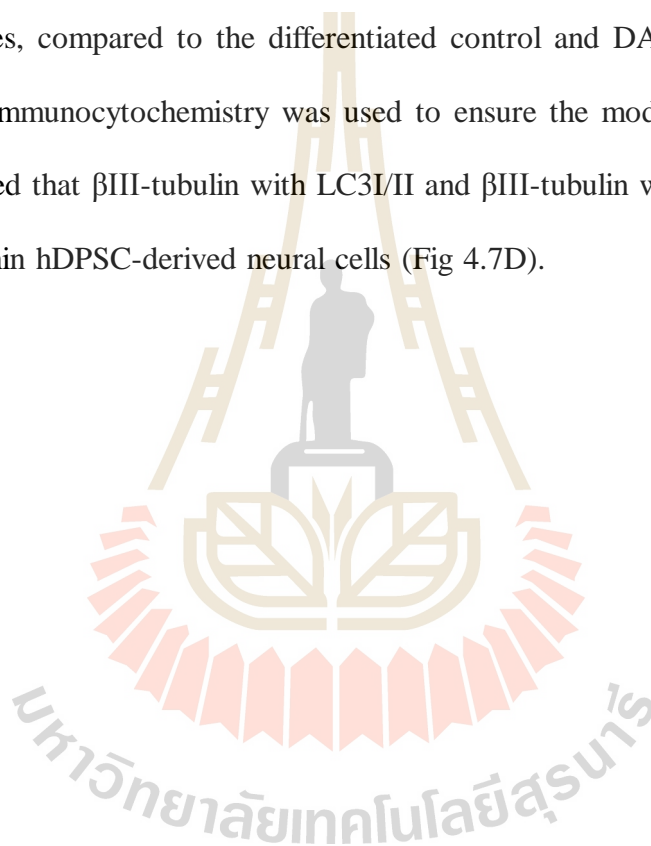 es, compared to the differentiated control and DA
mmunocytochemistry was used to ensure the mod
ed that βIII-tubulin with LC3I/II and βIII-tubulin w
in hDPSC-derived neural cells (Fig 4.7D).
มหาวิทยาลัยเทคโนโลยีสุรนารี